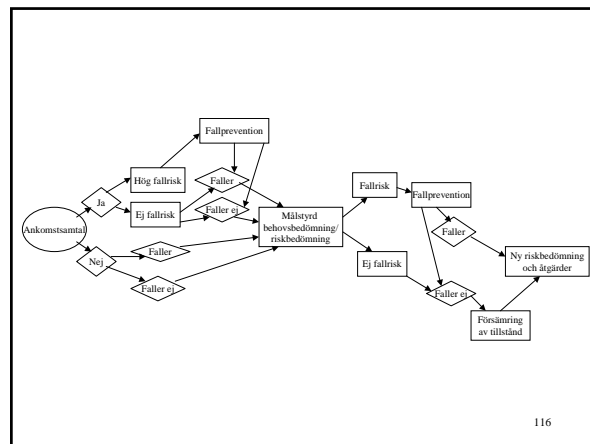 Fallprevention
Hög fallrisk
Faller
Fallrisk
Fallprevention
Ja
Ej fallrisk
Faller ej
Målstyrd
behovsbedömning/
riskbedömning
Ankomstsamtal
Faller
Faller
Nej
Ej fallrisk
Ny riskbedömning
och åtgärder
Faller ej
Faller ej
Försämring
av tillstånd
116